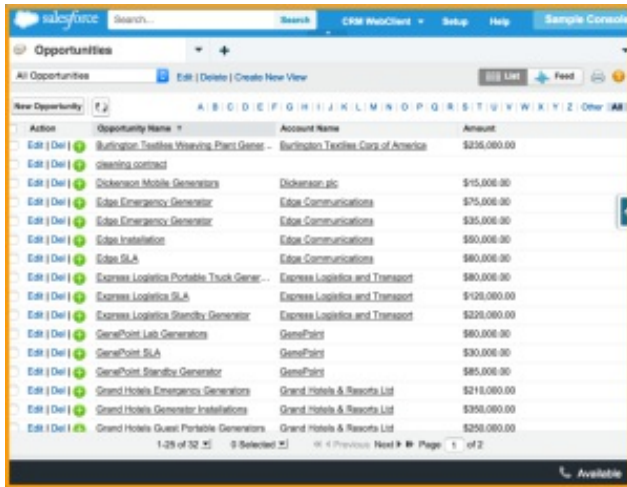 salesforce Search... Search CRM WebClient Setup Help Sample Console
Opportunities +
All Opportunities Edit | Delete | Create New View List Feed
New Opportunity A B C D E F G H I J K L M N O P Q R S T U V W X Y Z Other All
Action Opportunity Name Account Name Amount
Edit | Del | Burlington Textiles Weaving Plant Gener... Burlington Textiles Corp of America $235,000.00
Edit | Del | cleaning contract
Edit | Del | Dickenson Mobile Generators Dickenson plc $15,000.00
Edit | Del | Edge Emergency Generator Edge Communications $75,000.00
Edit | Del | Edge Emergency Generator Edge Communications $35,000.00
Edit | Del | Edge Installation Edge Communications $50,000.00
Edit | Del | Edge SLA Edge Communications $60,000.00
Edit | Del | Express Logistics Portable Truck Gener... Express Logistics and Transport $80,000.00
Edit | Del | Express Logistics SLA Express Logistics and Transport $120,000.00
Edit | Del | Express Logistics Standby Generator Express Logistics and Transport $220,000.00
Edit | Del | GenePoint Lab Generators GenePoint $60,000.00
Edit | Del | GenePoint SLA GenePoint $30,000.00
Edit | Del | GenePoint Standby Generator GenePoint $85,000.00
Edit | Del | Grand Hotels Emergency Generators Grand Hotels & Resorts Ltd $210,000.00
Edit | Del | Grand Hotels Generator Installations Grand Hotels & Resorts Ltd $350,000.00
Edit | Del | Grand Hotels Guest Portable Generators Grand Hotels & Resorts Ltd $250,000.00
1-25 of 32 0 Selected Previous Next Page 1 of 2
Available